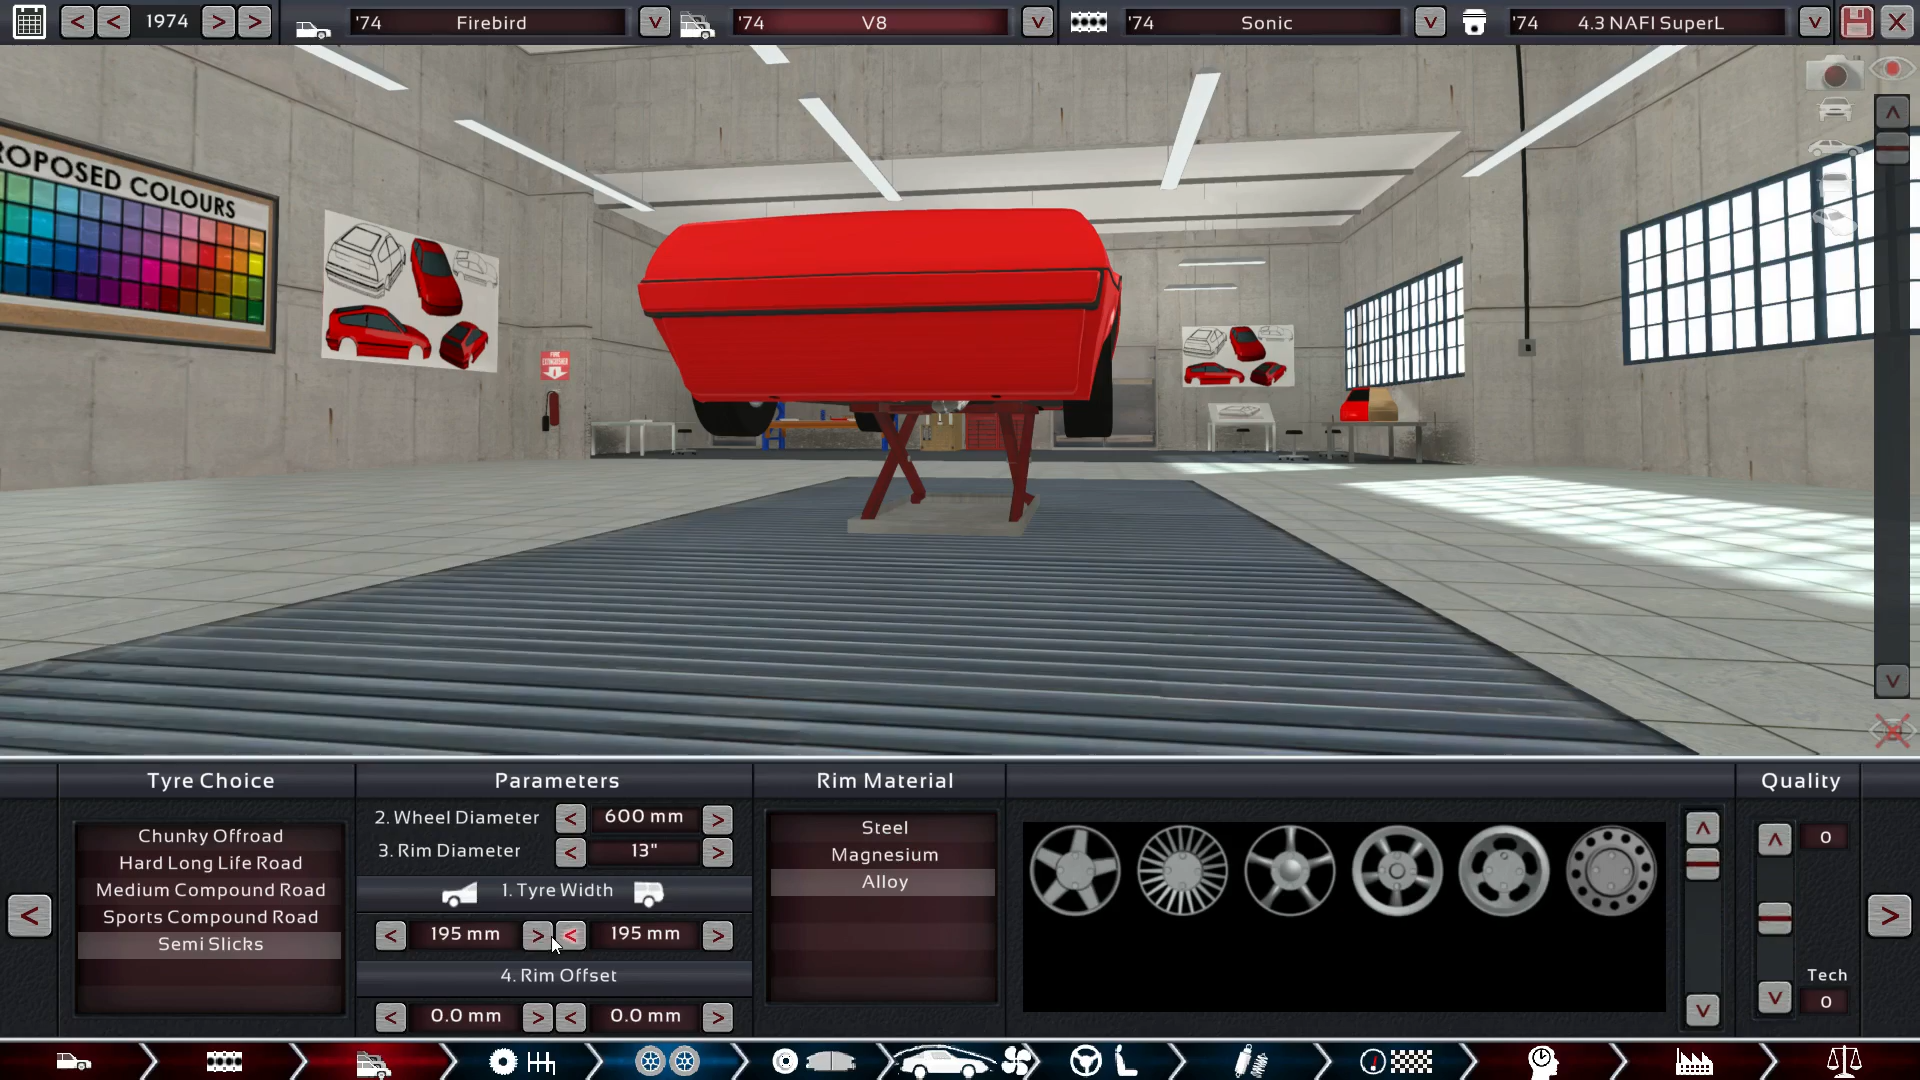 1974
'74 Firebird
'74 V8
'74 Sonic
'74 4.3 NAFI SuperL
ROPOSED COLOURS
FIRE
EXTINGUISHER
Tyre Choice
Chunky Offroad
Hard Long Life Road
Medium Compound Road
Sports Compound Road
Semi Slicks
Parameters
2. Wheel Diameter
600 mm
3. Rim Diameter
13"
1. Tyre Width
195 mm
195 mm
4. Rim Offset
0.0 mm
0.0 mm
Rim Material
Steel
Magnesium
Alloy
Quality
0
Tech
0